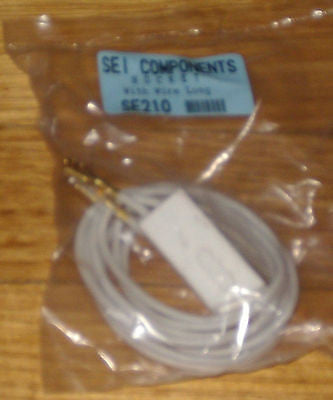 SEI COMPONENTS
SOCKET
With Wire Long
SE210